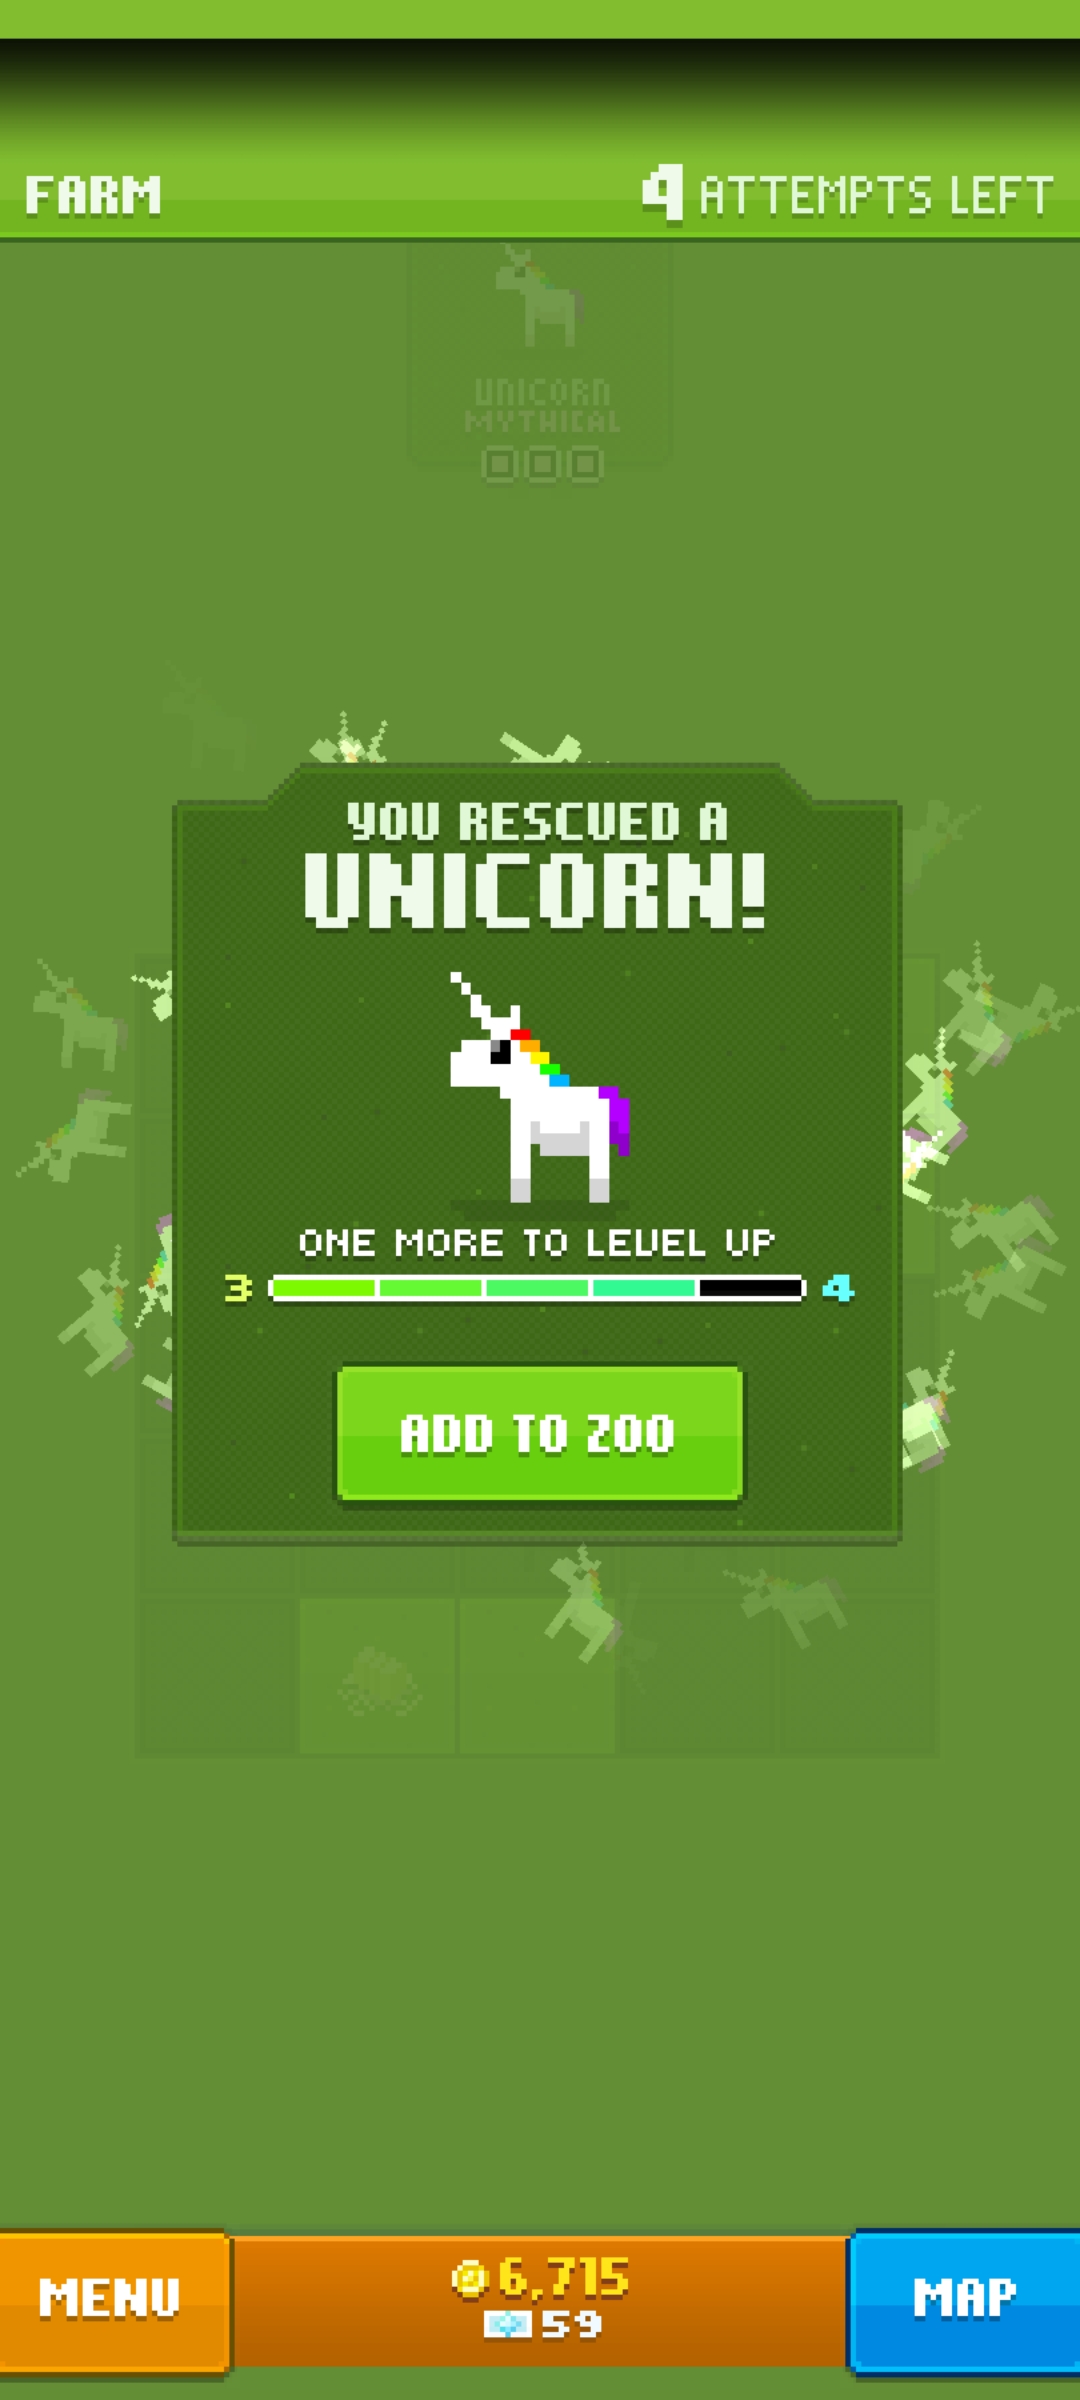 FARM
4 ATTEMPTS LEFT
UNICORN
MYTHICAL
YOU RESCUED A
UNICORN!
ONE MORE TO LEVEL UP
3 4
ADD TO ZOO
MENU
6,715
59
MAP